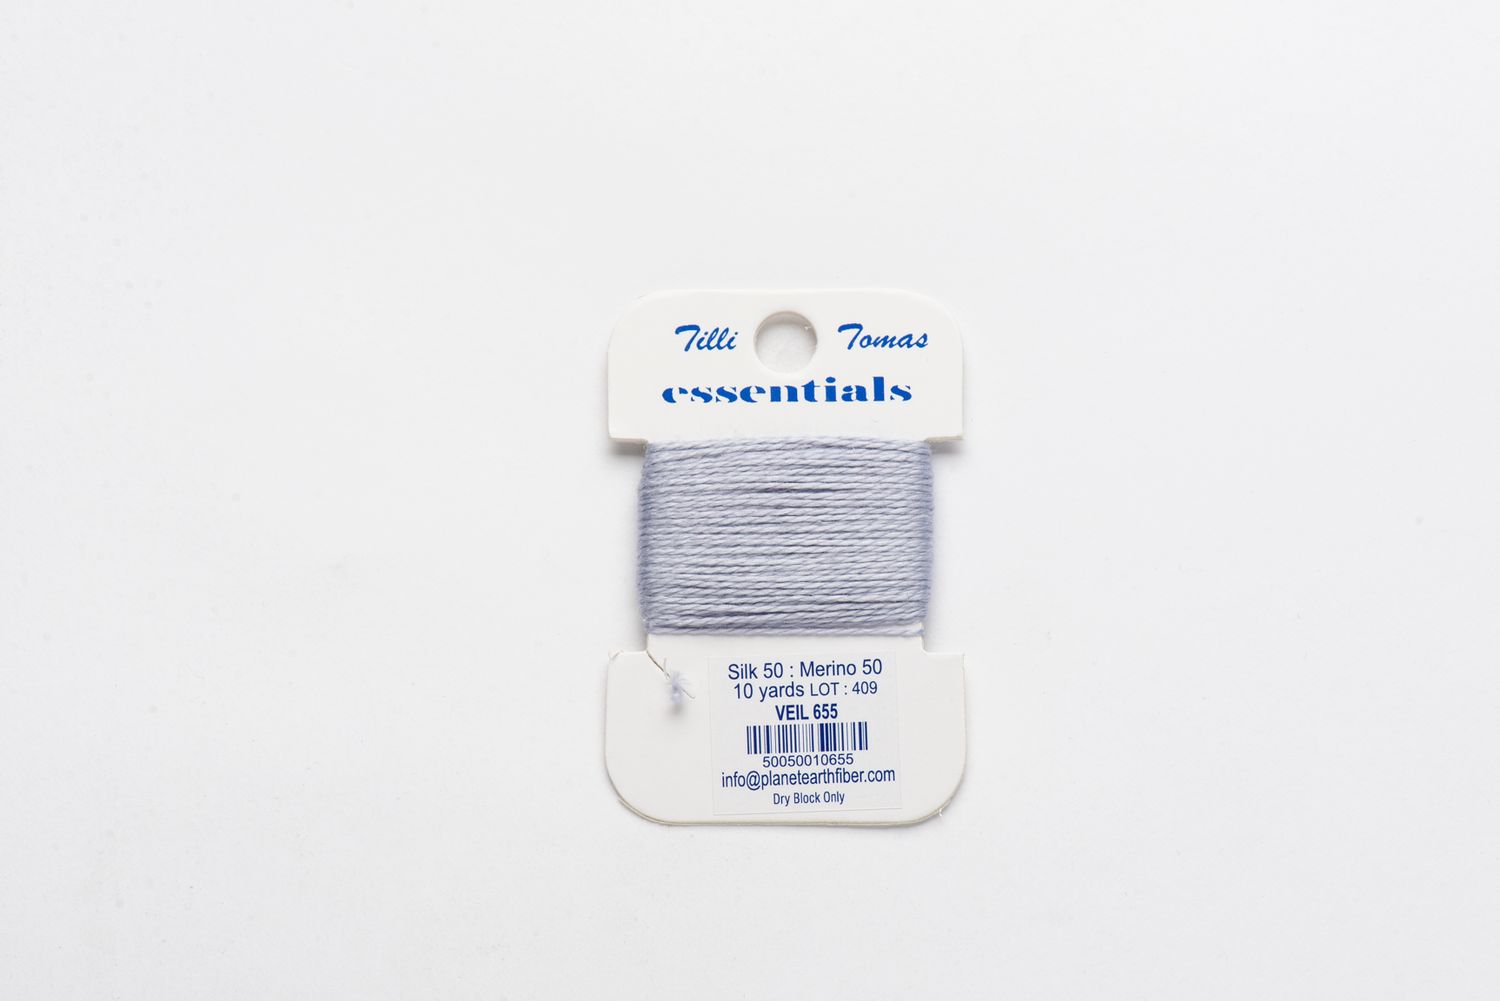 Tilli Tomas
essentials
Silk 50 : Merino 50
10 yards LOT : 409
VEIL 655
50050010655
info@planetearthfiber.com
Dry Block Only